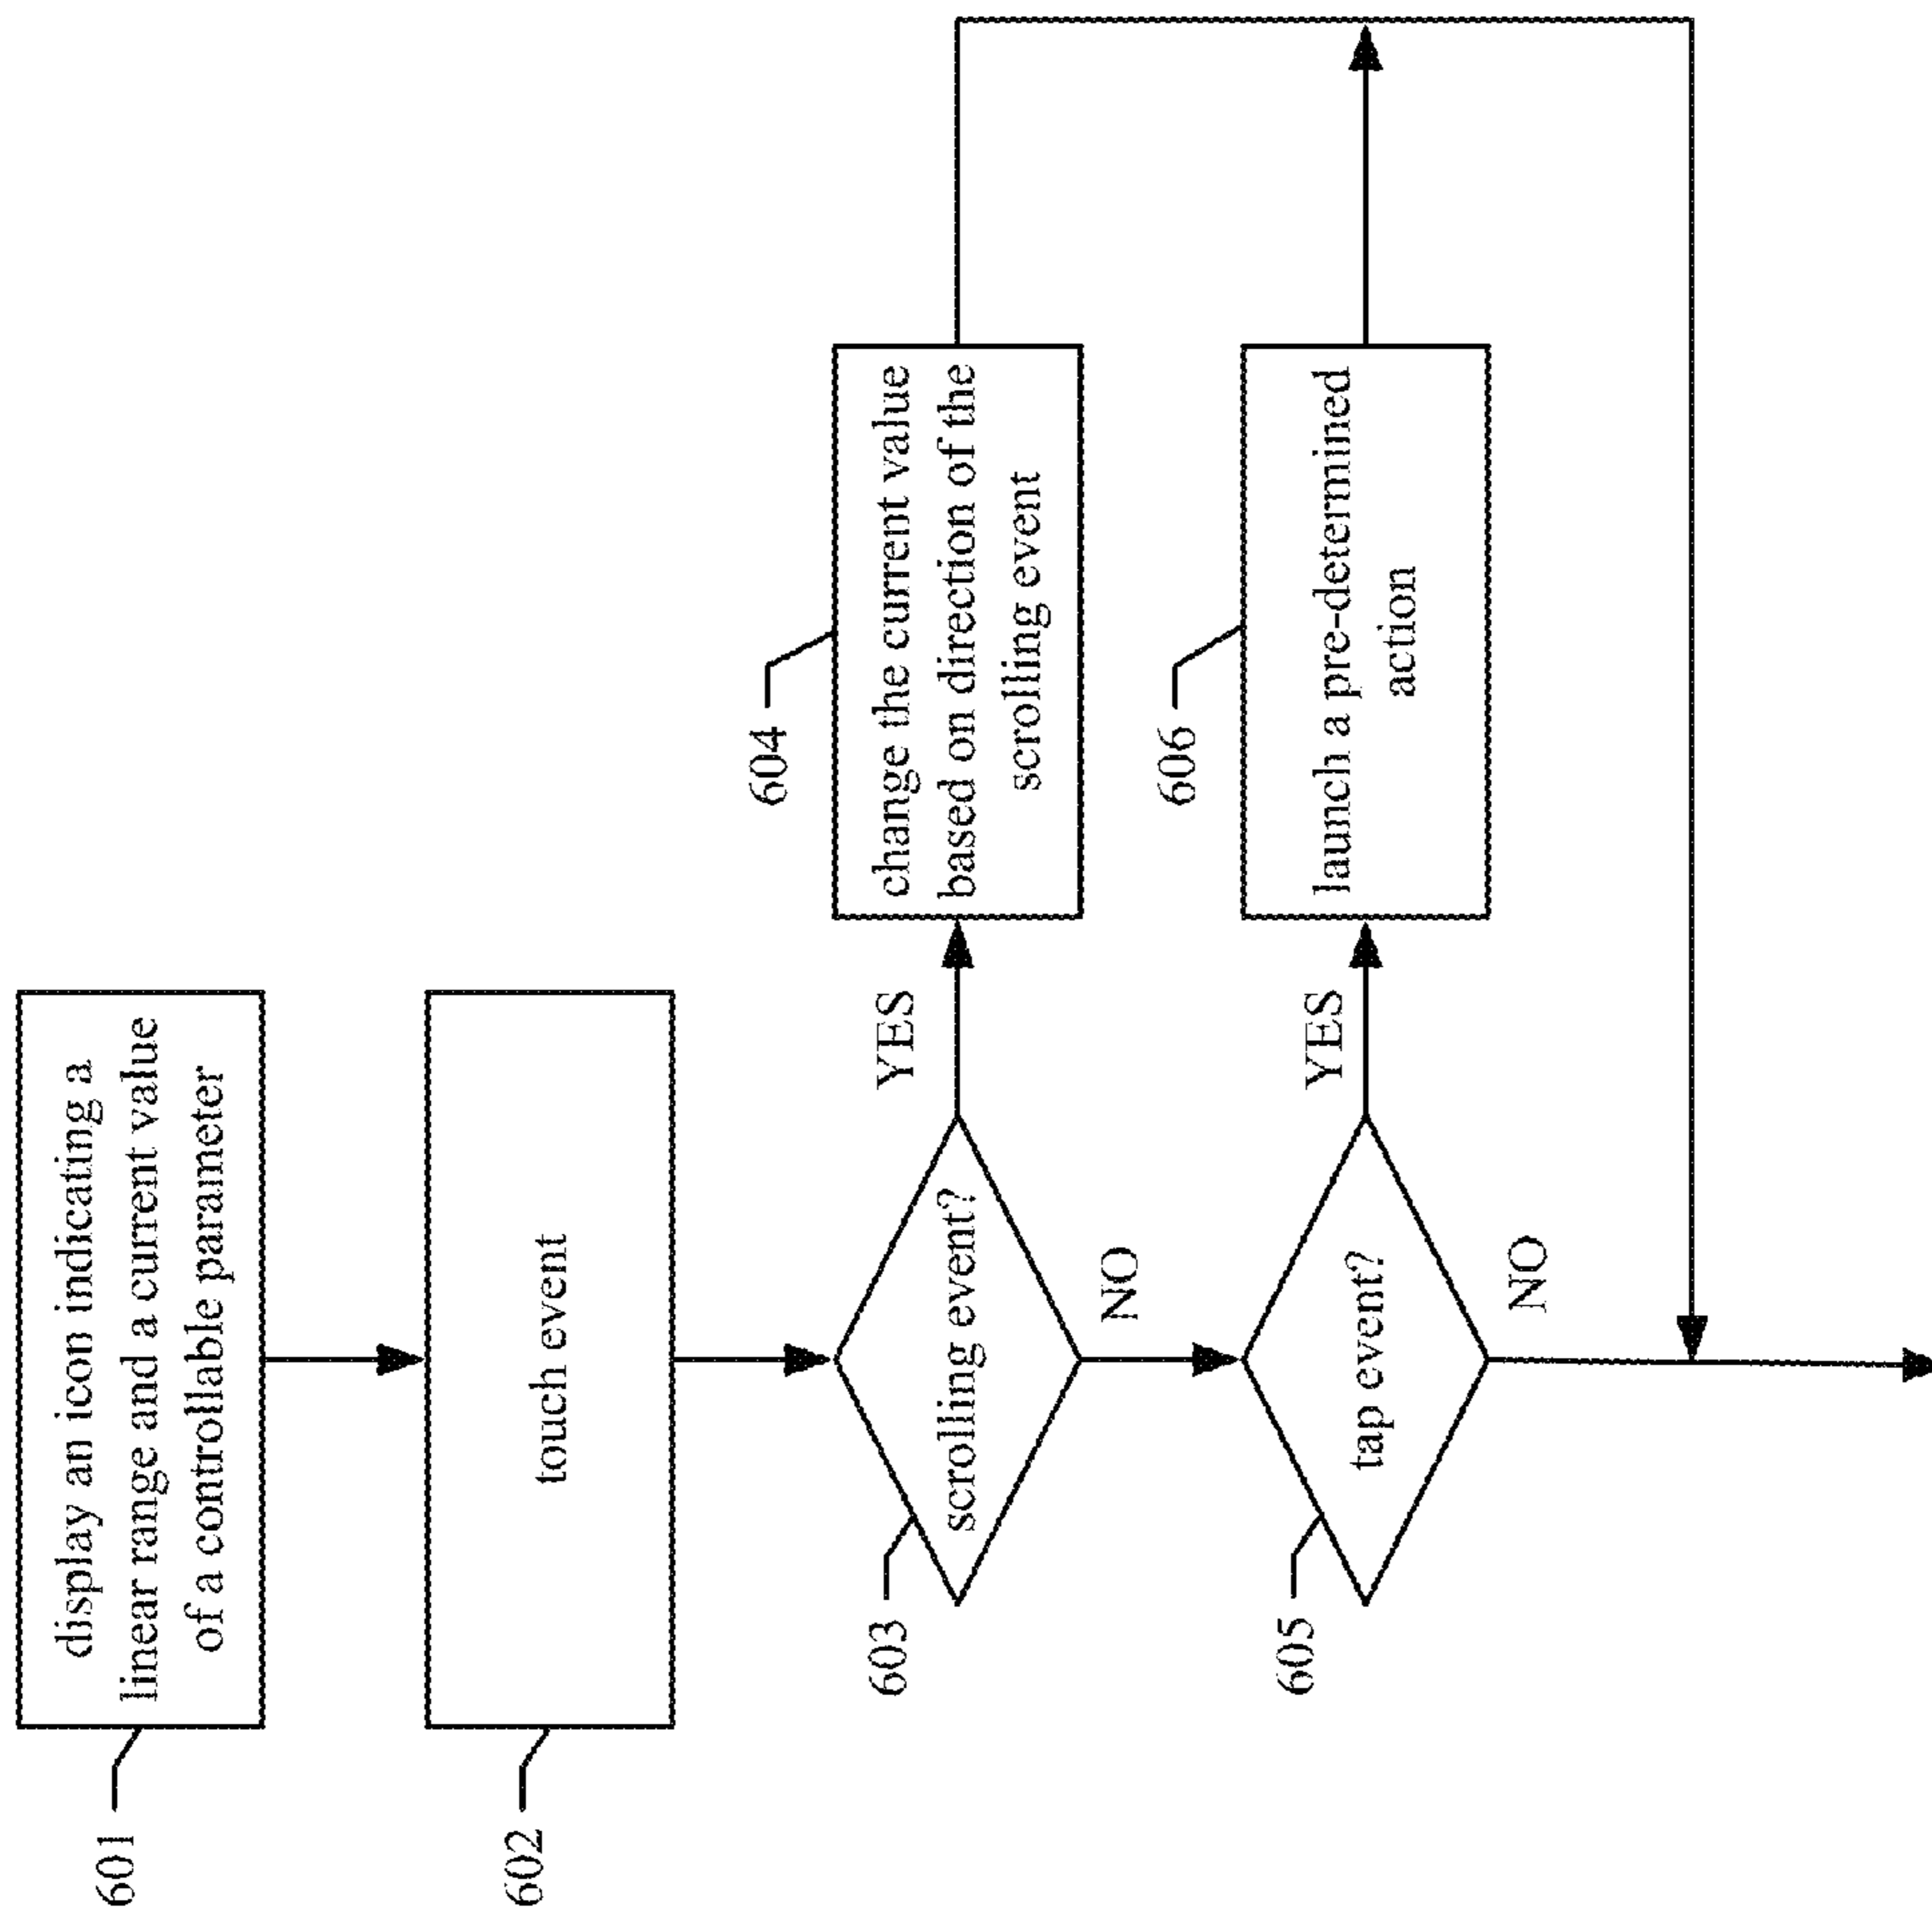 601
display an icon indicating a
linear range and a current value
of a controllable parameter
602
touch event
603
scrolling event?
YES
NO
604
change the current value
based on direction of the
scrolling event
605
tap event?
YES
NO
606
launch a pre-determined
action